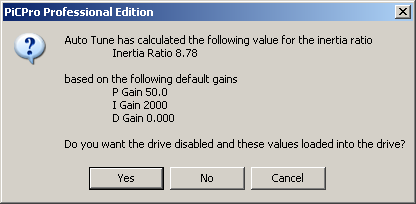 PiCPro Professional Edition
Auto Tune has calculated the following value for the inertia ratio
Inertia Ratio 8.78
based on the following default gains
P Gain 50.0
I Gain 2000
D Gain 0.000
Do you want the drive disabled and these values loaded into the drive?
Yes
No
Cancel